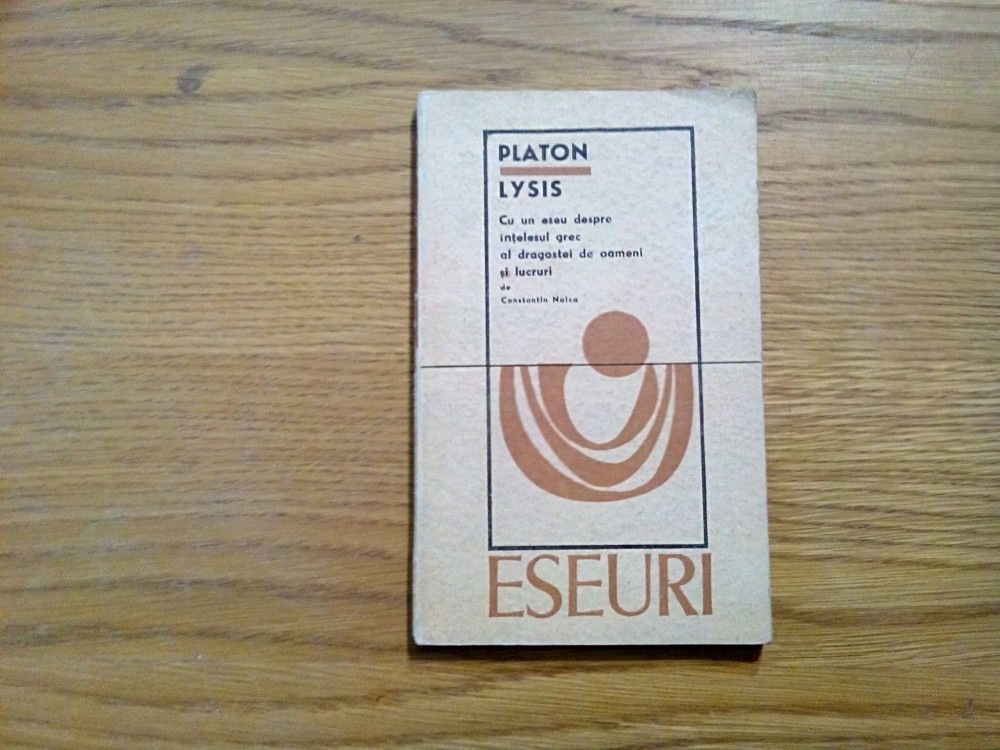 PLATON
LYSIS
Cu un eseu despre
înțelesul grec
al dragostei de oameni
și lucruri
de
Constantin Noica
ESEURI